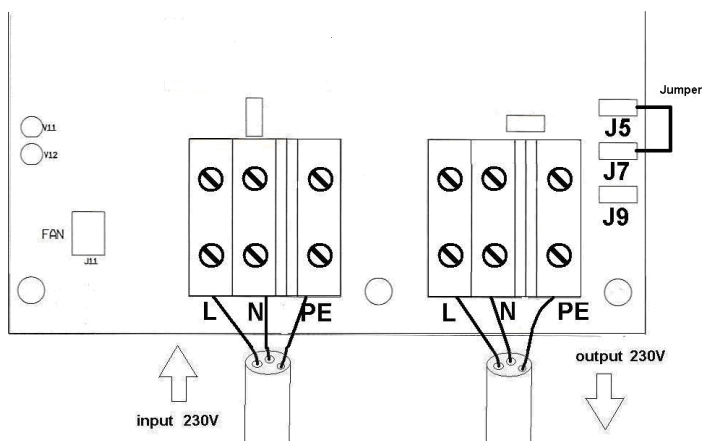 Jumper
J5
J7
J9
V11
V12
FAN
J11
L N PE
L N PE
input 230V
output 230V